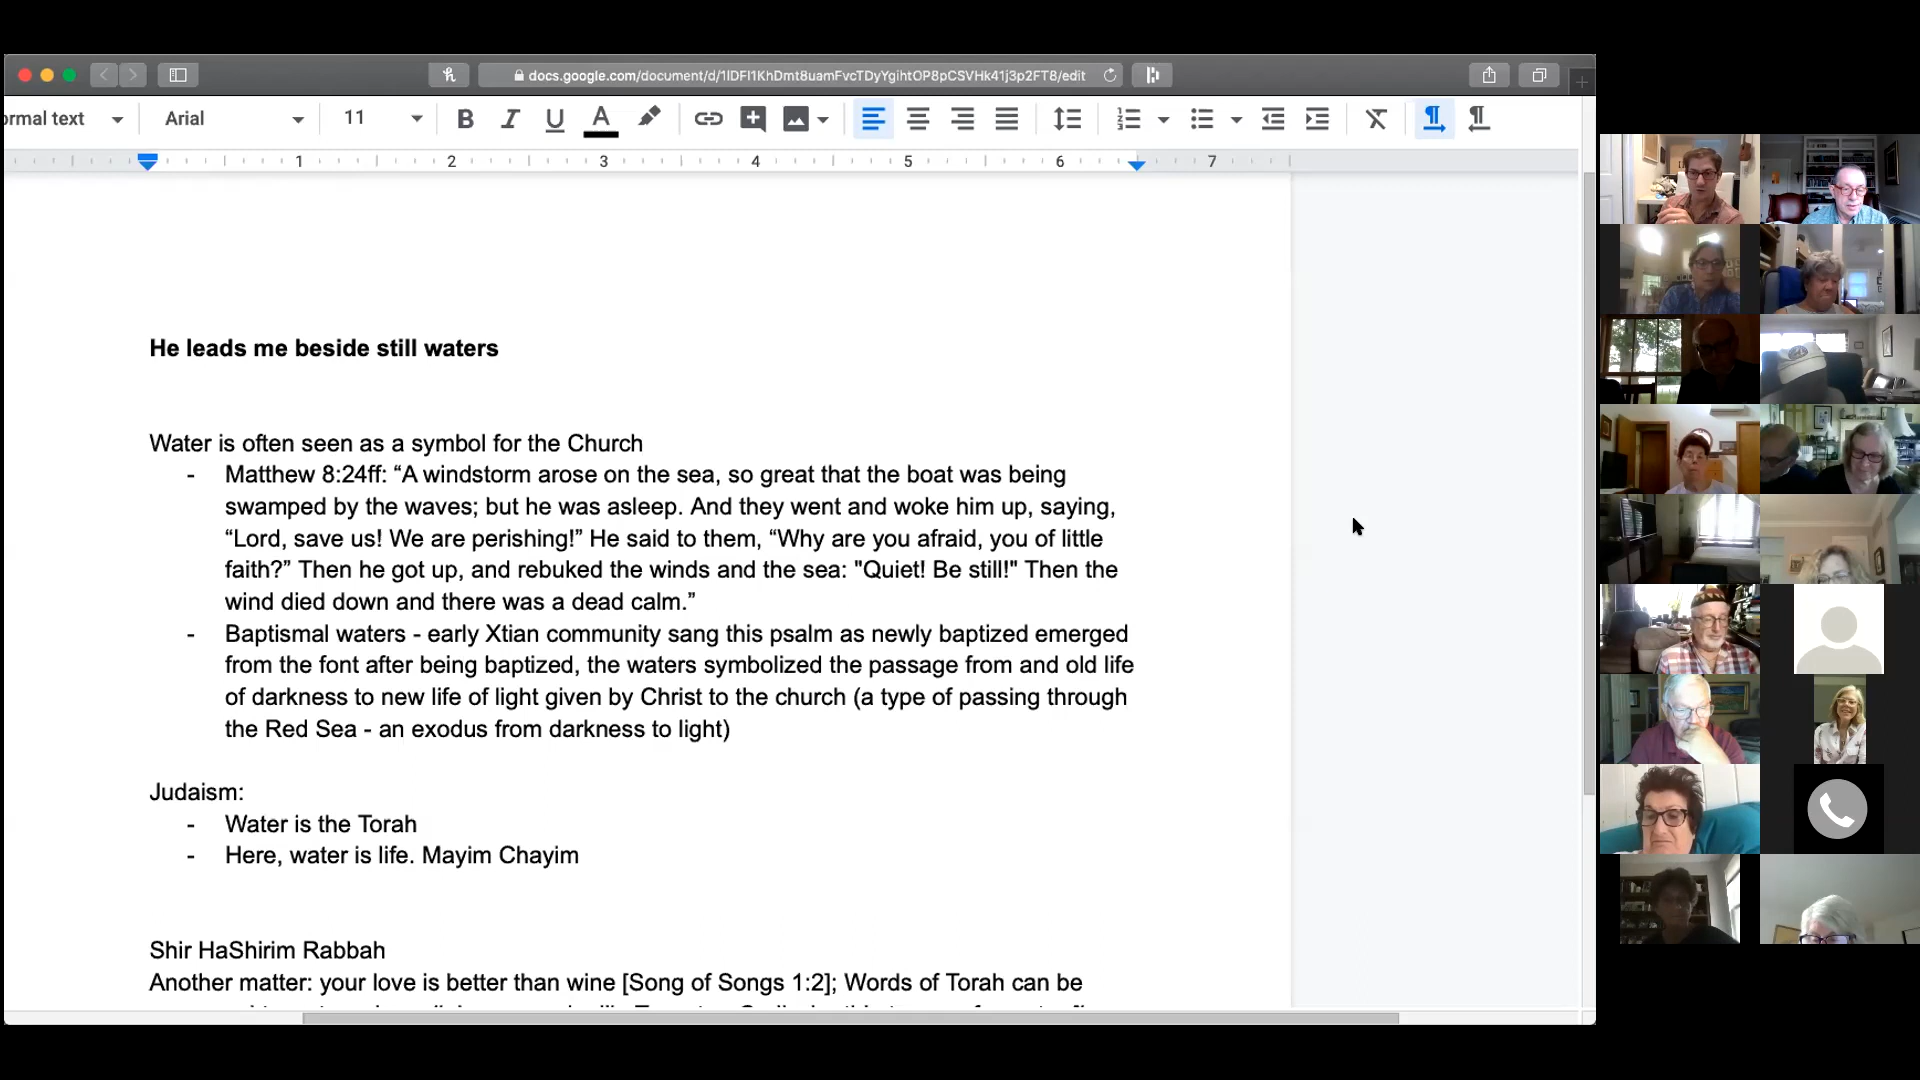 docs.google.com/document/d/1IDFl1KhDmt8uamFvcTDyYgihtOP8pCSVHk41j3p2FT8/edit
ormal text Arial 11 B I U A
1 2 3 4 5 6 7
He leads me beside still waters
Water is often seen as a symbol for the Church
- Matthew 8:24ff: “A windstorm arose on the sea, so great that the boat was being
swamped by the waves; but he was asleep. And they went and woke him up, saying,
“Lord, save us! We are perishing!” He said to them, “Why are you afraid, you of little
faith?” Then he got up, and rebuked the winds and the sea: "Quiet! Be still!" Then the
wind died down and there was a dead calm.”
- Baptismal waters - early Xtian community sang this psalm as newly baptized emerged
from the font after being baptized, the waters symbolized the passage from and old life
of darkness to new life of light given by Christ to the church (a type of passing through
the Red Sea - an exodus from darkness to light)
Judaism:
- Water is the Torah
- Here, water is life. Mayim Chayim
Shir HaShirim Rabbah
Another matter: your love is better than wine [Song of Songs 1:2]; Words of Torah can be